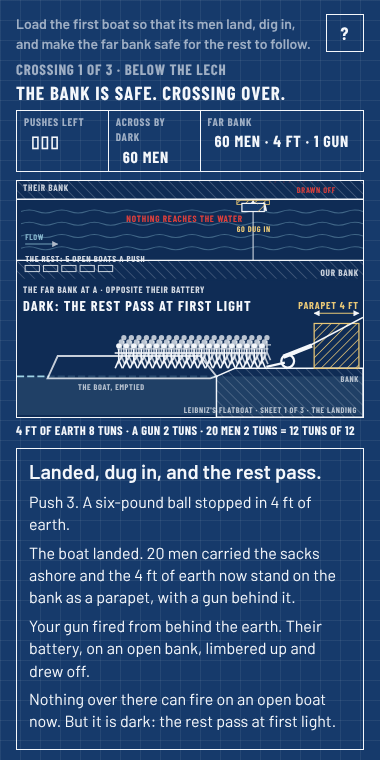 Load the first boat so that its men land, dig in,
and make the far bank safe for the rest to follow.
?
CROSSING 1 OF 3 · BELOW THE LECH
THE BANK IS SAFE. CROSSING OVER.
PUSHES LEFT
ACROSS BY
DARK
60 MEN
FAR BANK
60 MEN · 4 FT · 1 GUN
THEIR BANK
DRAWN OFF
NOTHING REACHES THE WATER
60 DUG IN
FLOW
THE REST: 5 OPEN BOATS A PUSH
OUR BANK
THE FAR BANK AT A · OPPOSITE THEIR BATTERY
DARK: THE REST PASS AT FIRST LIGHT
PARAPET 4 FT
THE BOAT, EMPTIED
BANK
LEIBNIZ'S FLATBOAT · SHEET 1 OF 3 · THE LANDING
4 FT OF EARTH 8 TUNS · A GUN 2 TUNS · 20 MEN 2 TUNS = 12 TUNS OF 12
Landed, dug in, and the rest pass.
Push 3. A six-pound ball stopped in 4 ft of
earth.
The boat landed. 20 men carried the sacks
ashore and the 4 ft of earth now stand on the
bank as a parapet, with a gun behind it.
Your gun fired from behind the earth. Their
battery, on an open bank, limbered up and
drew off.
Nothing over there can fire on an open boat
now. But it is dark: the rest pass at first light.